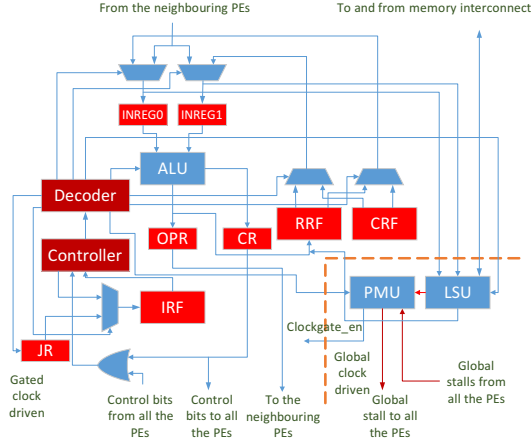 From the neighbouring PEs
To and from memory interconnect
INREG0
INREG1
ALU
Decoder
OPR
CR
RRF
CRF
Controller
IRF
PMU
LSU
JR
Clockgate_en
Gated
clock
driven
Global
clock
driven
Control bits
from all the
PEs
Control
bits to all
the PEs
To the
neighbouring
PEs
Global
stall to all
the PEs
Global
stalls from
all the PEs